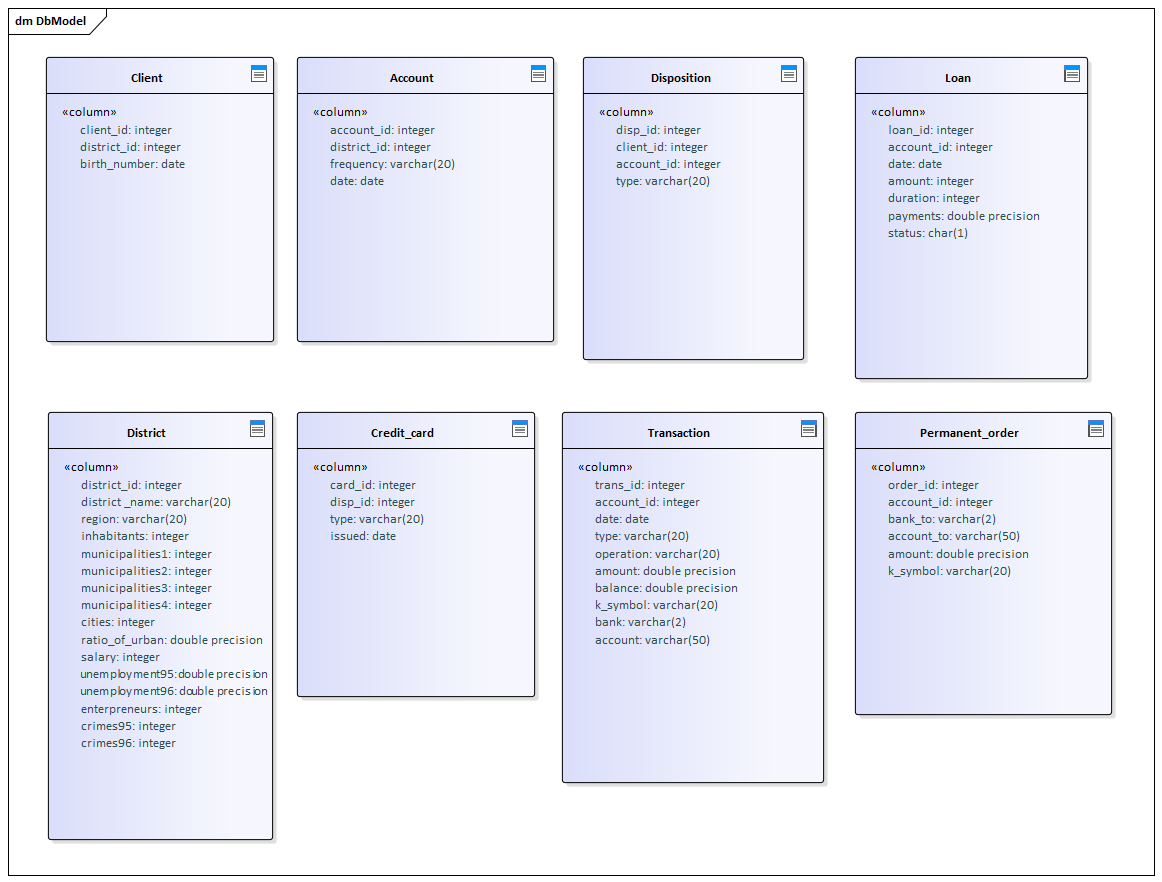 dm DbModel
Client
«column»
client_id: integer
district_id: integer
birth_number: date
Account
«column»
account_id: integer
district_id: integer
frequency: varchar(20)
date: date
Disposition
«column»
disp_id: integer
client_id: integer
account_id: integer
type: varchar(20)
Loan
«column»
loan_id: integer
account_id: integer
date: date
amount: integer
duration: integer
payments: double precision
status: char(1)
District
«column»
district_id: integer
district _name: varchar(20)
region: varchar(20)
inhabitants: integer
municipalities1: integer
municipalities2: integer
municipalities3: integer
municipalities4: integer
cities: integer
ratio_of_urban: double precision
salary: integer
unemployment95:double precision
unemployment96:double precision
enterpreneurs: integer
crimes95: integer
crimes96: integer
Credit_card
«column»
card_id: integer
disp_id: integer
type: varchar(20)
issued: date
Transaction
«column»
trans_id: integer
account_id: integer
date: date
type: varchar(20)
operation: varchar(20)
amount: double precision
balance: double precision
k_symbol: varchar(20)
bank: varchar(2)
account: varchar(50)
Permanent_order
«column»
order_id: integer
account_id: integer
bank_to: varchar(2)
account_to: varchar(50)
amount: double precision
k_symbol: varchar(20)